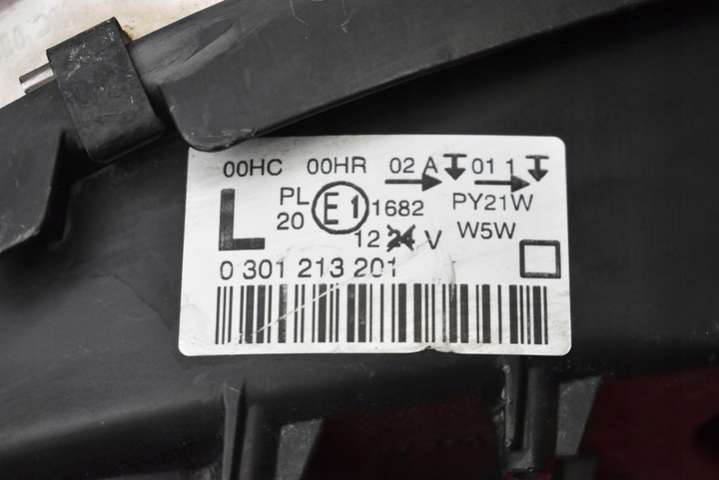 00HC 00HR 02 A 01 1
L PL 20 E1 1682 PY21W
12 24 V W5W
0 301 213 201